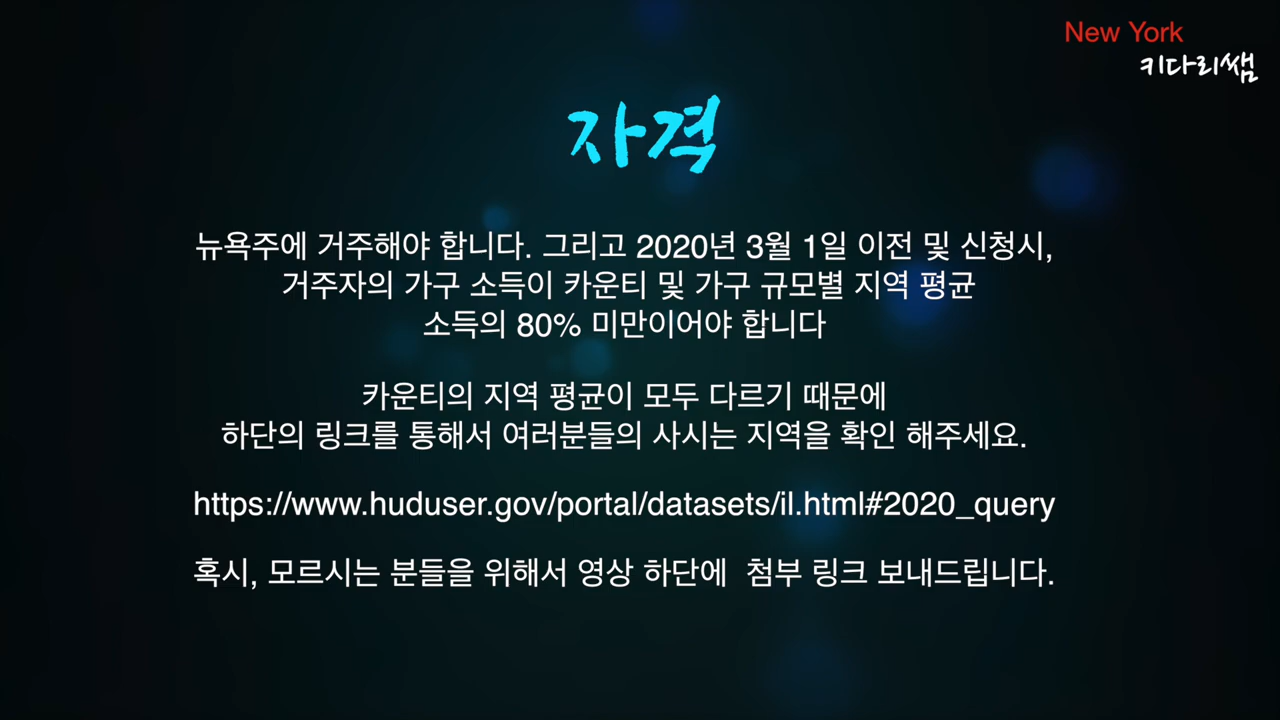 New York
키다리쌤
자격
뉴욕주에 거주해야 합니다. 그리고 2020년 3월 1일 이전 및 신청시,
거주자의 가구 소득이 카운티 및 가구 규모별 지역 평균
소득의 80% 미만이어야 합니다
카운티의 지역 평균이 모두 다르기 때문에
하단의 링크를 통해서 여러분들의 사시는 지역을 확인 해주세요.
https://www.huduser.gov/portal/datasets/il.html#2020_query
혹시, 모르시는 분들을 위해서 영상 하단에 첨부 링크 보내드립니다.